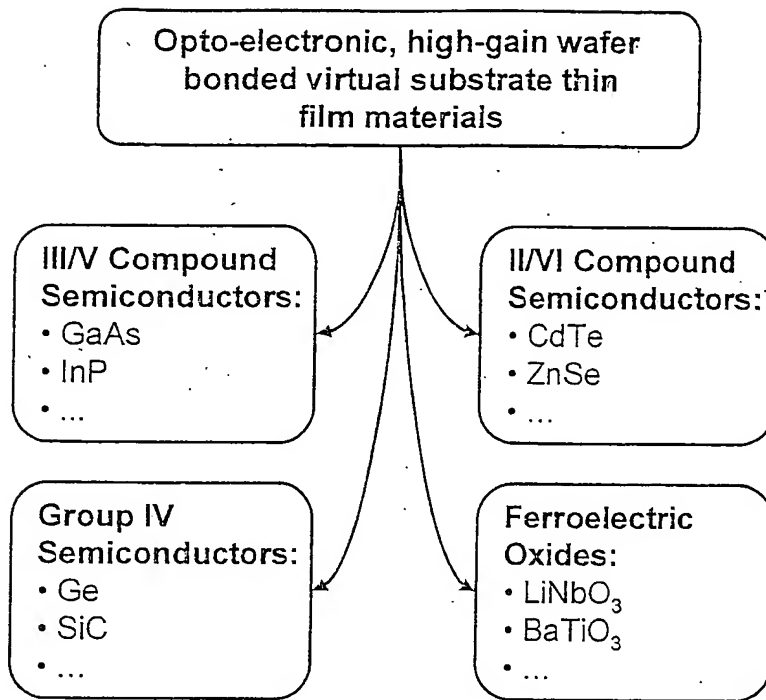 Opto-electronic, high-gain wafer
bonded virtual substrate thin
film materials
III/V Compound
Semiconductors:
• GaAs
• InP
• ...
II/VI Compound
Semiconductors:
• CdTe
• ZnSe
• ...
Group IV
Semiconductors:
• Ge
• SiC
• ...
Ferroelectric
Oxides:
• LiNbO₃
• BaTiO₃
• ...